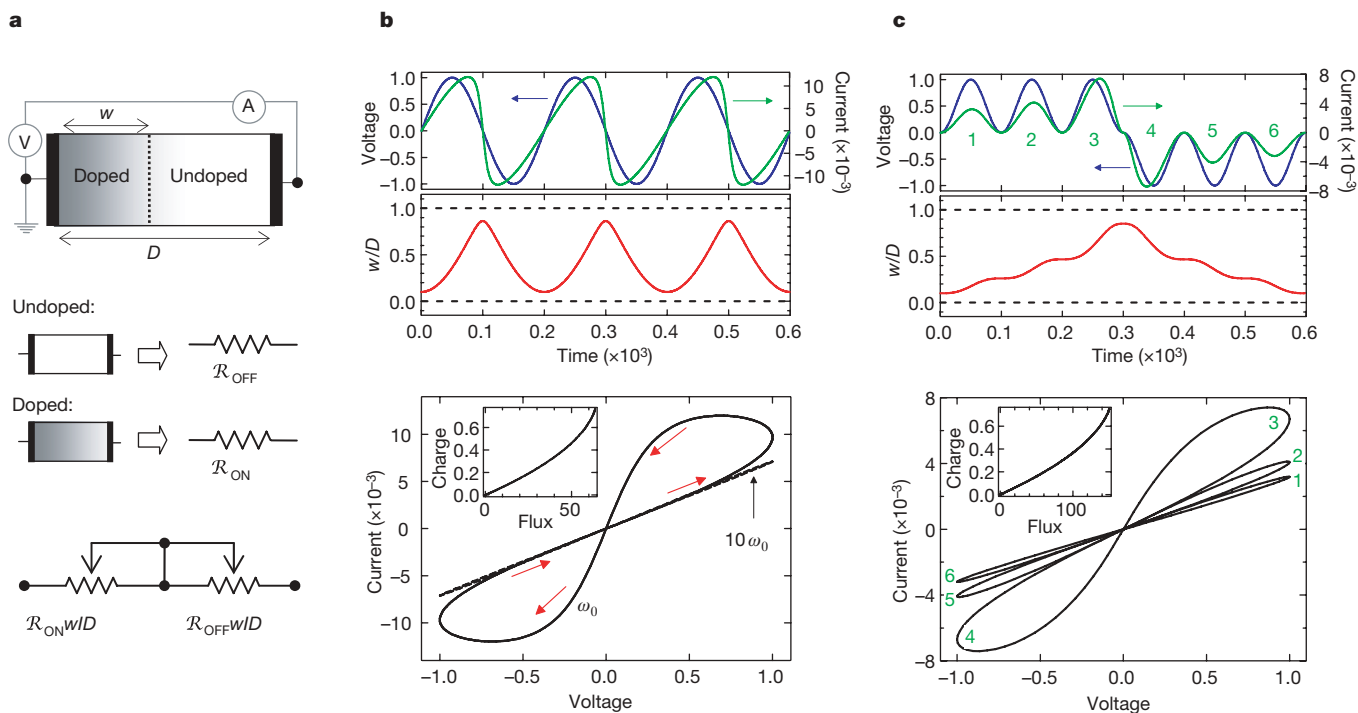 a
A
V
w
Doped
Undoped
D
Undoped:
ℛOFF
Doped:
ℛON
ℛONw/D
ℛOFFw/D
b
1.0
0.5
0.0
−0.5
−1.0
Voltage
10
5
0
−5
−10
Current (×10−3)
1.0
0.5
0.0
w/D
0.0 0.1 0.2 0.3 0.4 0.5 0.6
Time (×103)
10
5
0
−5
−10
Current (×10−3)
0.6
0.4
0.2
0.0
Charge
0 50
Flux
10 ω0
ω0
−1.0 −0.5 0.0 0.5 1.0
Voltage
c
1.0
0.5
0.0
−0.5
−1.0
Voltage
1 2 3 4 5 6
8
4
0
−4
−8
Current (×10−3)
1.0
0.5
0.0
w/D
0.0 0.1 0.2 0.3 0.4 0.5 0.6
Time (×103)
8
4
0
−4
−8
Current (×10−3)
0.6
0.4
0.2
0.0
Charge
0 100
Flux
3
2
1
6
5
4
−1.0 −0.5 0.0 0.5 1.0
Voltage